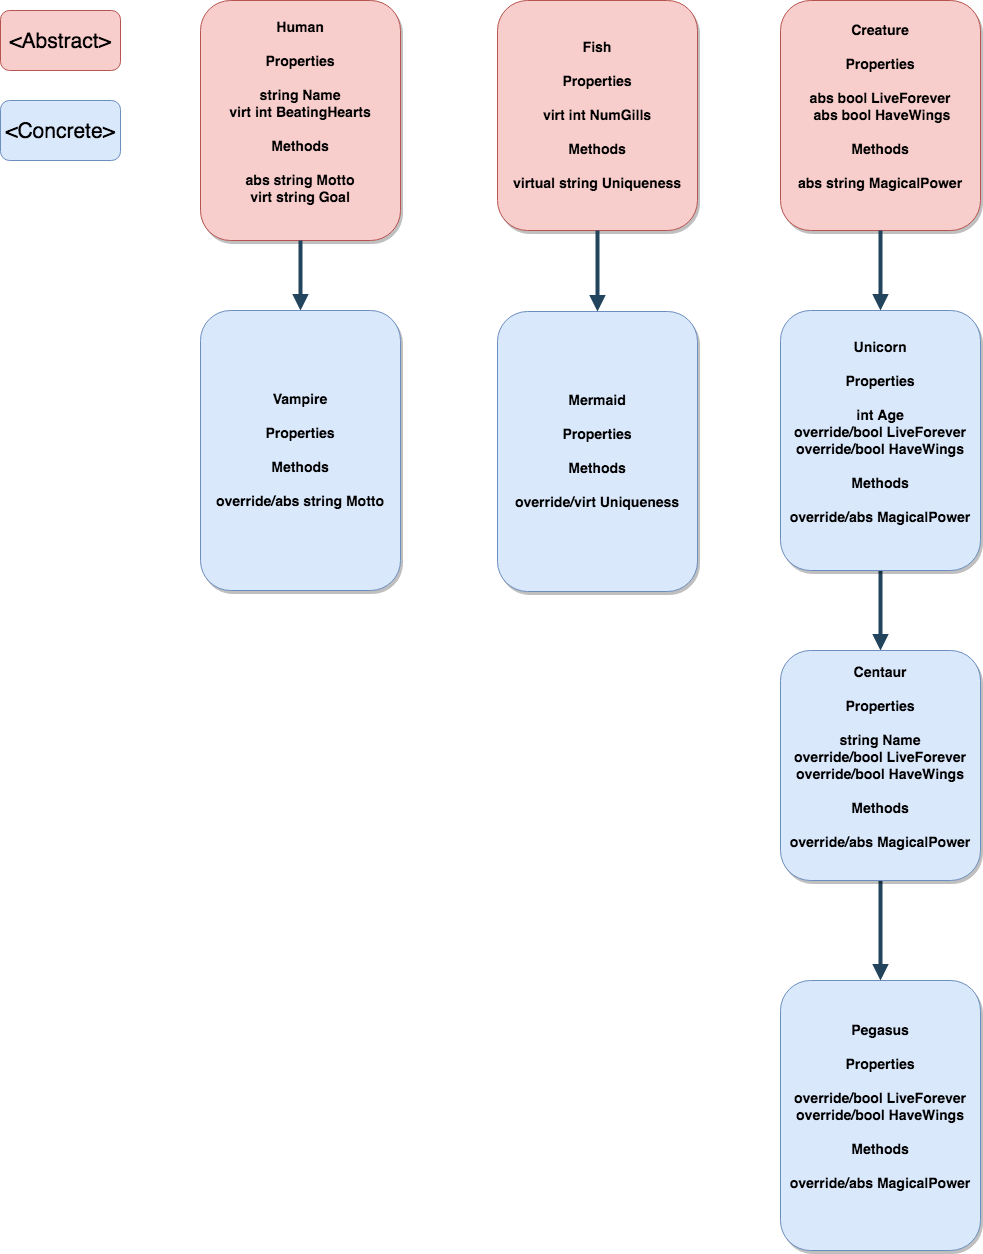 <Abstract>
<Concrete>
Human
Properties
string Name
virt int BeatingHearts
Methods
abs string Motto
virt string Goal
Fish
Properties
virt int NumGills
Methods
virtual string Uniqueness
Creature
Properties
abs bool LiveForever
abs bool HaveWings
Methods
abs string MagicalPower
Vampire
Properties
Methods
override/abs string Motto
Mermaid
Properties
Methods
override/virt Uniqueness
Unicorn
Properties
int Age
override/bool LiveForever
override/bool HaveWings
Methods
override/abs MagicalPower
Centaur
Properties
string Name
override/bool LiveForever
override/bool HaveWings
Methods
override/abs MagicalPower
Pegasus
Properties
override/bool LiveForever
override/bool HaveWings
Methods
override/abs MagicalPower